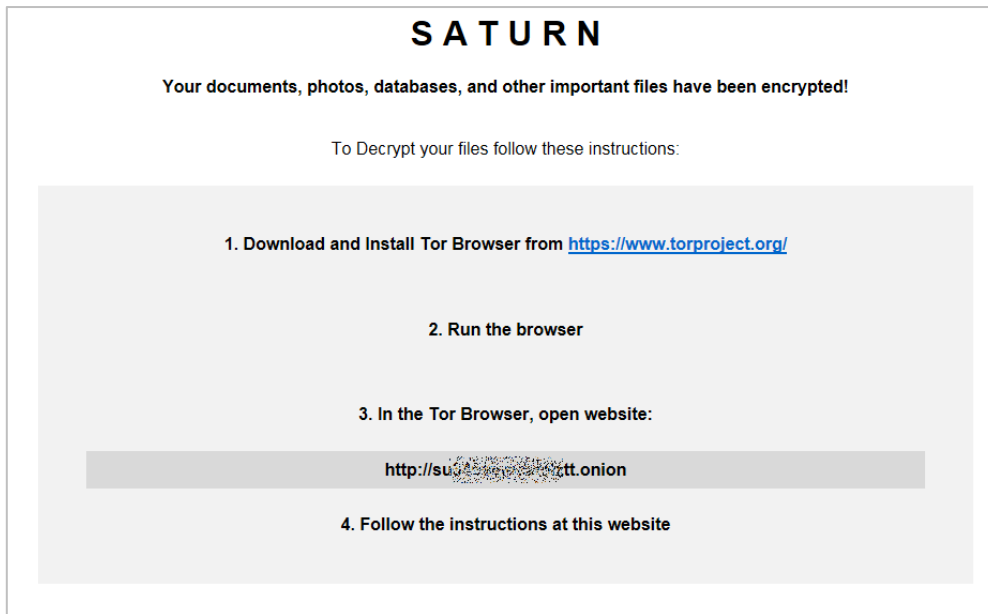 S A T U R N
Your documents, photos, databases, and other important files have been encrypted!
To Decrypt your files follow these instructions:
1. Download and Install Tor Browser from https://www.torproject.org/
2. Run the browser
3. In the Tor Browser, open website:
4. Follow the instructions at this website